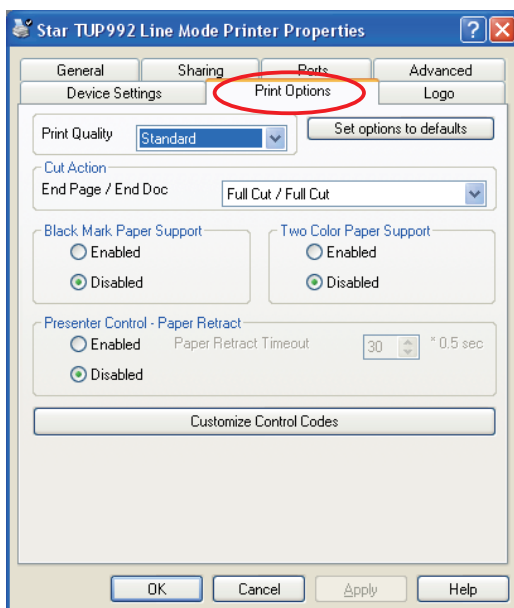 Star TUP992 Line Mode Printer Properties
General Sharing Ports Advanced
Device Settings Print Options Logo
Print Quality Standard Set options to defaults
Cut Action
End Page / End Doc Full Cut / Full Cut
Black Mark Paper Support Two Color Paper Support
Enabled Enabled
Disabled Disabled
Presenter Control - Paper Retract
Enabled Paper Retract Timeout 30 * 0.5 sec
Disabled
Customize Control Codes
OK Cancel Apply Help